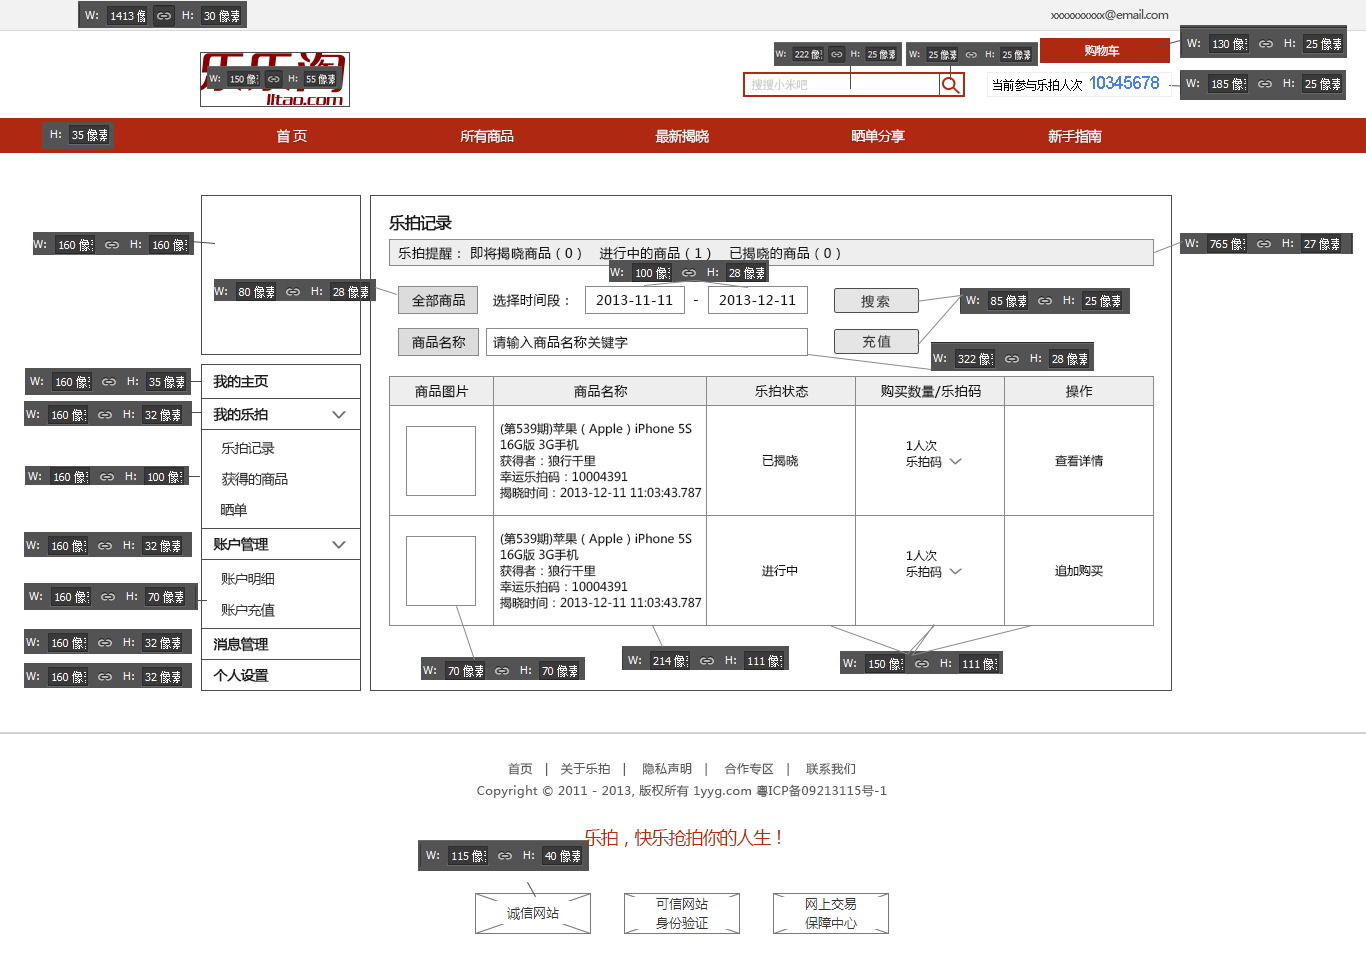 W: 1413 像 H: 30 像素
xxxxxxxxxx@email.com
乐乐淘
lltao.com
W: 150 像 H: 55 像素
W: 222 像 H: 25 像素
W: 25 像 H: 25 像素
购物车
W: 130 像 H: 25 像素
搜搜小米吧
当前参与乐拍人次 10345678
W: 185 像 H: 25 像素
H: 35 像素
首 页 所有商品 最新揭晓 晒单分享 新手指南
W: 160 像 H: 160 像
W: 80 像素 H: 28 像素
乐拍记录
乐拍提醒： 即将揭晓商品（0） 进行中的商品（1） 已揭晓的商品（0）
W: 765 像 H: 27 像素
W: 100 像 H: 28 像素
全部商品 选择时间段： 2013-11-11 - 2013-12-11 搜索
W: 85 像素 H: 25 像素
商品名称 请输入商品名称关键字 充值
W: 322 像 H: 28 像素
W: 160 像 H: 35 像素
我的主页
W: 160 像 H: 32 像素
我的乐拍
乐拍记录
W: 160 像 H: 100 像
获得的商品
晒单
W: 160 像 H: 32 像素
账户管理
账户明细
W: 160 像 H: 70 像素
账户充值
W: 160 像 H: 32 像素
消息管理
W: 160 像 H: 32 像素
个人设置
商品图片 商品名称 乐拍状态 购买数量/乐拍码 操作
(第539期)苹果（Apple）iPhone 5S
16G版 3G手机
获得者：狼行千里
幸运乐拍码：10004391
揭晓时间：2013-12-11 11:03:43.787
已揭晓
1人次
乐拍码
查看详情
(第539期)苹果（Apple）iPhone 5S
16G版 3G手机
获得者：狼行千里
幸运乐拍码：10004391
揭晓时间：2013-12-11 11:03:43.787
进行中
1人次
乐拍码
追加购买
W: 70 像素 H: 70 像素
W: 214 像 H: 111 像
W: 150 像 H: 111 像
首页 | 关于乐拍 | 隐私声明 | 合作专区 | 联系我们
Copyright © 2011 - 2013, 版权所有 1yyg.com 粤ICP备09213115号-1
乐拍，快乐抢拍你的人生！
W: 115 像 H: 40 像素
诚信网站
可信网站
身份验证
网上交易
保障中心